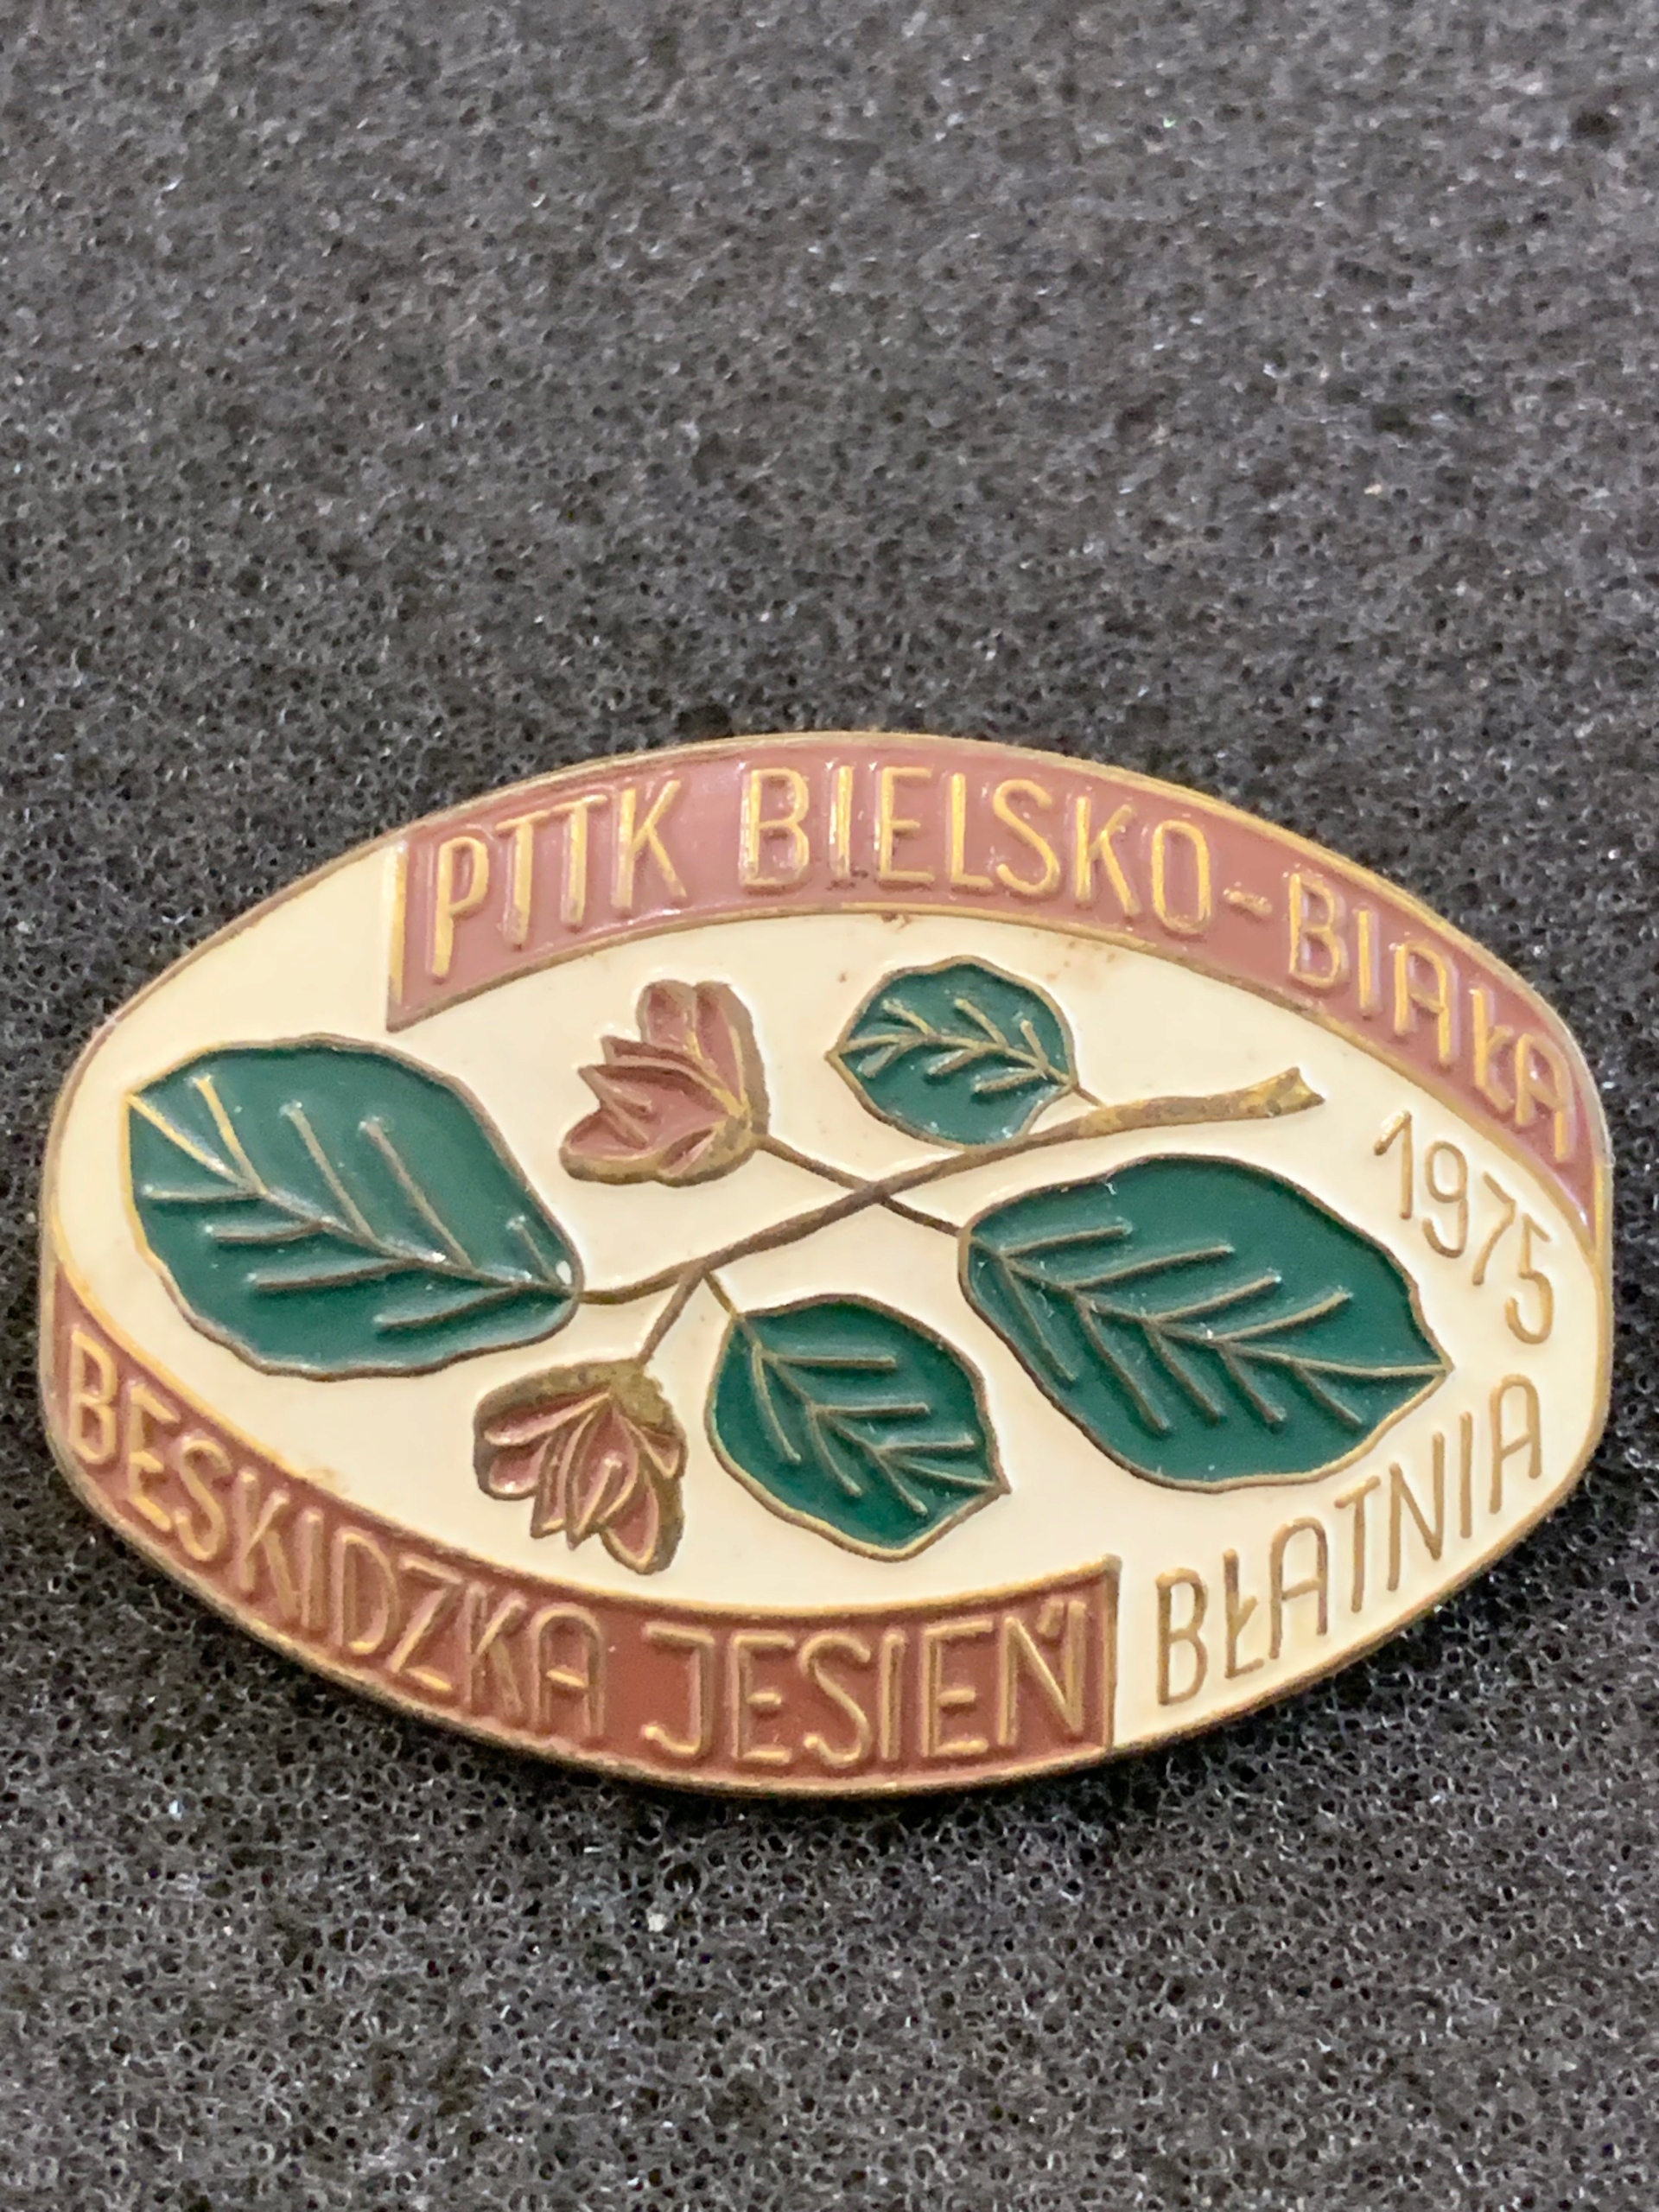 PTTK BIELSKO-BIAŁA
1975
BŁATNIA
BESKIDZKA JESIEŃ